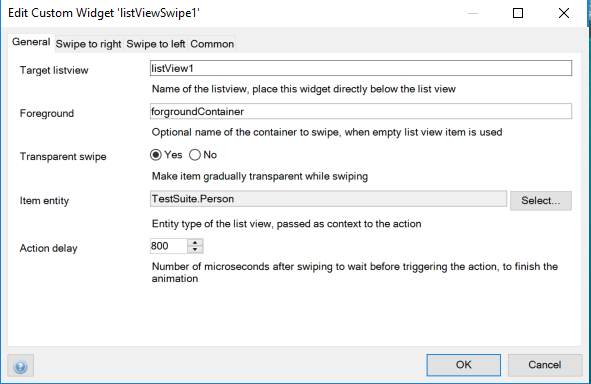 Edit Custom Widget 'listViewSwipe1'
General Swipe to right Swipe to left Common
Target listview listView1
Name of the listview, place this widget directly below the list view
Foreground forgroundContainer
Optional name of the container to swipe, when empty list view item is used
Transparent swipe Yes No
Make item gradually transparent while swiping
Item entity TestSuite.Person Select...
Entity type of the list view, passed as context to the action
Action delay 800
Number of microseconds after swiping to wait before triggering the action, to finish the
animation
OK Cancel